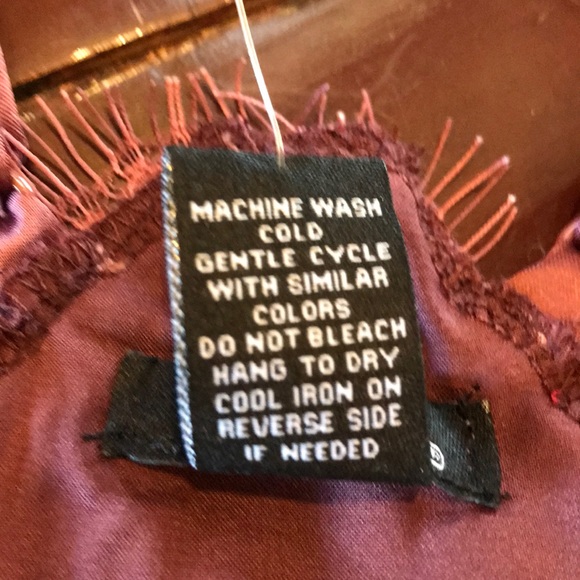 MACHINE WASH
COLD
GENTLE CYCLE
WITH SIMILAR
COLORS
DO NOT BLEACH
HANG TO DRY
COOL IRON ON
REVERSE SIDE
IF NEEDED